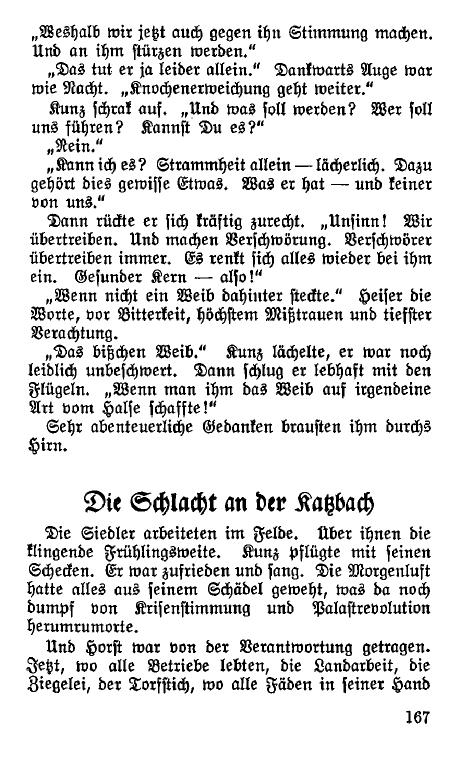 „Weshalb wir jetzt auch gegen ihn Stimmung machen.
Und an ihm stürzen werden.“
„Das tut er ja leider allein.“ Dankwarts Auge war
wie Nacht. „Knochenerweichung geht weiter.“
Kunz schrak auf. „Und was soll werden? Wer soll
uns führen? Kannst Du es?“
„Nein.“
„Kann ich es? Strammheit allein — lächerlich. Dazu
gehört dies gewisse Etwas. Was er hat — und keiner
von uns.“
Dann rückte er sich kräftig zurecht. „Unsinn! Wir
übertreiben. Und machen Verschwörung. Verschwörer
übertreiben immer. Es renkt sich alles wieder bei ihm
ein. Gesunder Kern — also!“
„Wenn nicht ein Weib dahinter steckte.“ Heiser die
Worte, vor Bitterkeit, höchstem Mißtrauen und tiefster
Verachtung.
„Das bißchen Weib.“ Kunz lächelte, er war noch
leidlich unbeschwert. Dann schlug er lebhaft mit den
Flügeln. „Wenn man ihm das Weib auf irgendeine
Art vom Halse schaffte!“
Sehr abenteuerliche Gedanken brausten ihm durchs
Hirn.
Die Schlacht an der Katzbach
Die Siedler arbeiteten im Felde. Über ihnen die
klingende Frühlingsweite. Kunz pflügte mit seinen
Schecken. Er war zufrieden und sang. Die Morgenluft
hatte alles aus seinem Schädel geweht, was da noch
dumpf von Krisenstimmung und Palastrevolution
herumrumorte.
Und Horst war von der Verantwortung getragen.
Jetzt, wo alle Betriebe lebten, die Landarbeit, die
Ziegelei, der Torfstich, wo alle Fäden in seiner Hand
167